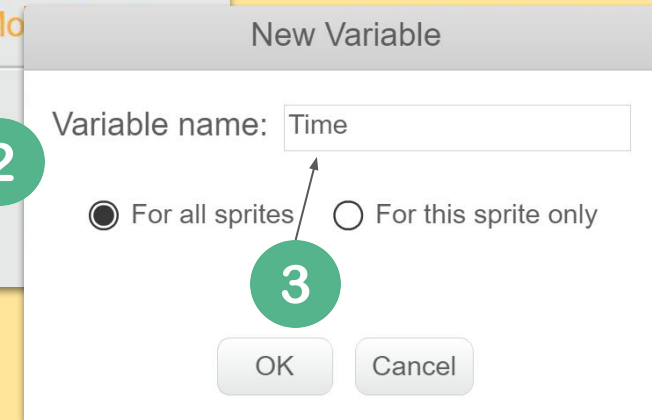 New Variable
Variable name: Time
2
For all sprites For this sprite only
3
OK Cancel